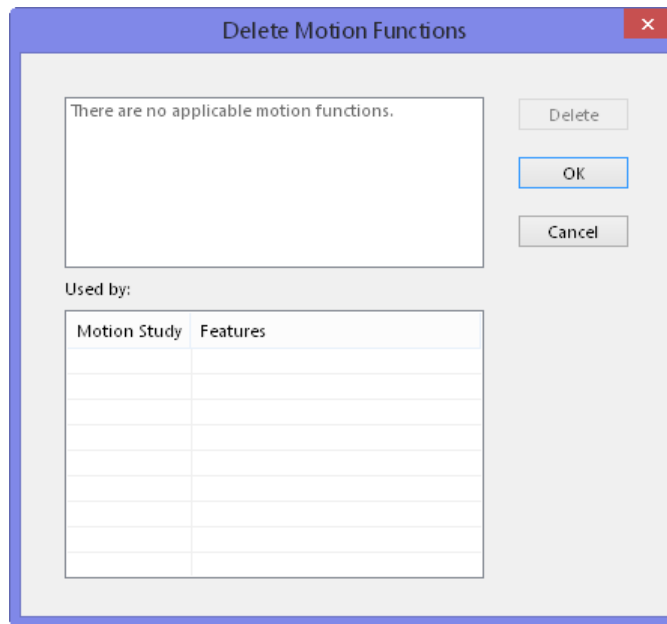 Delete Motion Functions
There are no applicable motion functions.
Delete
OK
Cancel
Used by:
Motion Study Features